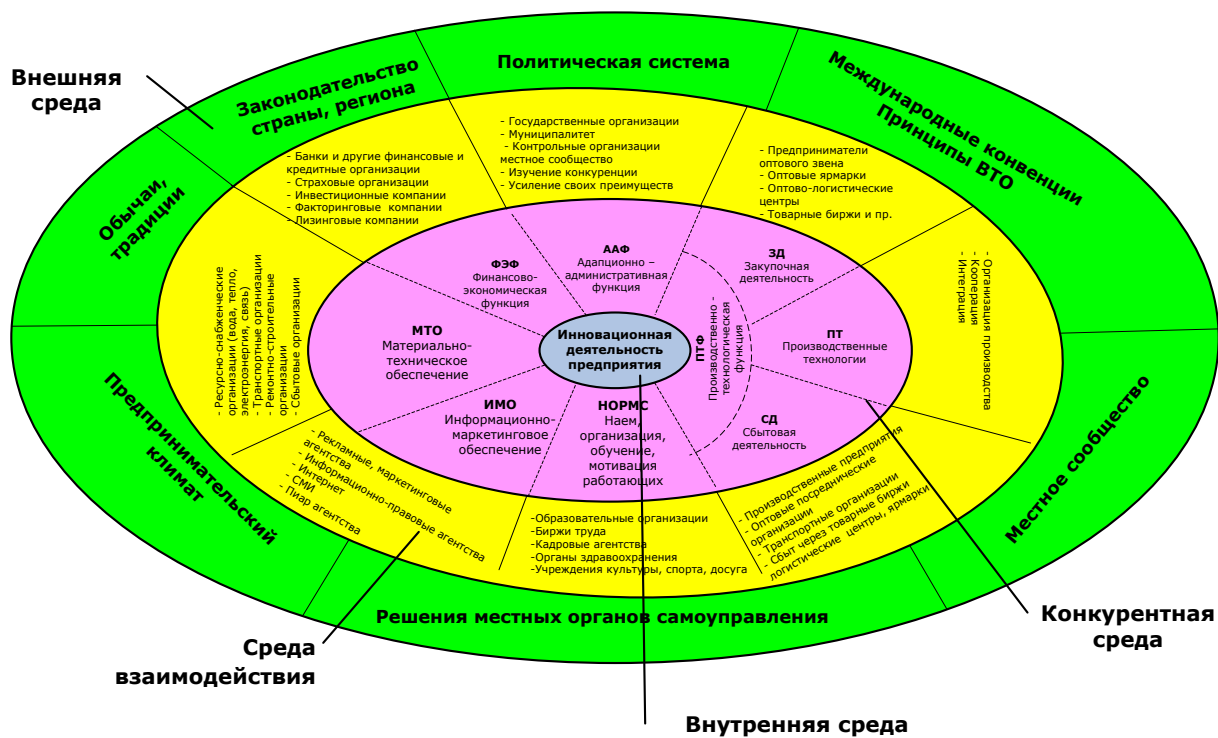 Внешняя
среда
Законодательство
страны, региона
Политическая система
Международные конвенции
Принципы ВТО
Обычаи,
традиции
- Банки и другие финансовые и
кредитные организации
- Страховые организации
- Инвестиционные компании
- Факторинговые  компании
- Лизинговые компании
- Государственные организации
- Муниципалитет
- Контрольные организации
местное сообщество
- Изучение конкуренции
- Усиление своих преимуществ
- Предприниматели
оптового звена
- Оптовые ярмарки
- Оптово-логистические
центры
- Товарные биржи и пр.
- Организация производства
- Кооперация
- Интеграция
- Ресурсно-снабженческие
организации (вода, тепло,
электроэнергия, связь)
- Транспортные организации
- Ремонтно-строительные
организации
- Сбытовые организации
ФЭФ
Финансово-
экономическая
функция
ААФ
Адапционно –
административная
функция
ЗД
Закупочная
деятельность
МТО
Материально-
техническое
обеспечение
Инновационная
деятельность
предприятия
ПТФ
Производственно -
технологическая
функция
ПТ
Производственные
технологии
ИМО
Информационно-
маркетинговое
обеспечение
НОРМС
Наем,
организация,
обучение,
мотивация
работающих
СД
Сбытовая
деятельность
Предпринимательский
климат
Местное сообщество
- Рекламные, маркетинговые
агентства
- Информационно-правовые агентства
- Интернет
- СМИ
- Пиар агентства
-Образовательные организации
-Биржи труда
-Кадровые агентства
-Органы здравоохранения
-Учреждения культуры, спорта, досуга
- Производственные предприятия
- Оптовые посреднические
организации
- Транспортные организации
- Сбыт через товарные биржи
логистические  центры, ярмарки
Решения местных органов самоуправления
Среда
взаимодействия
Конкурентная
среда
Внутренняя среда